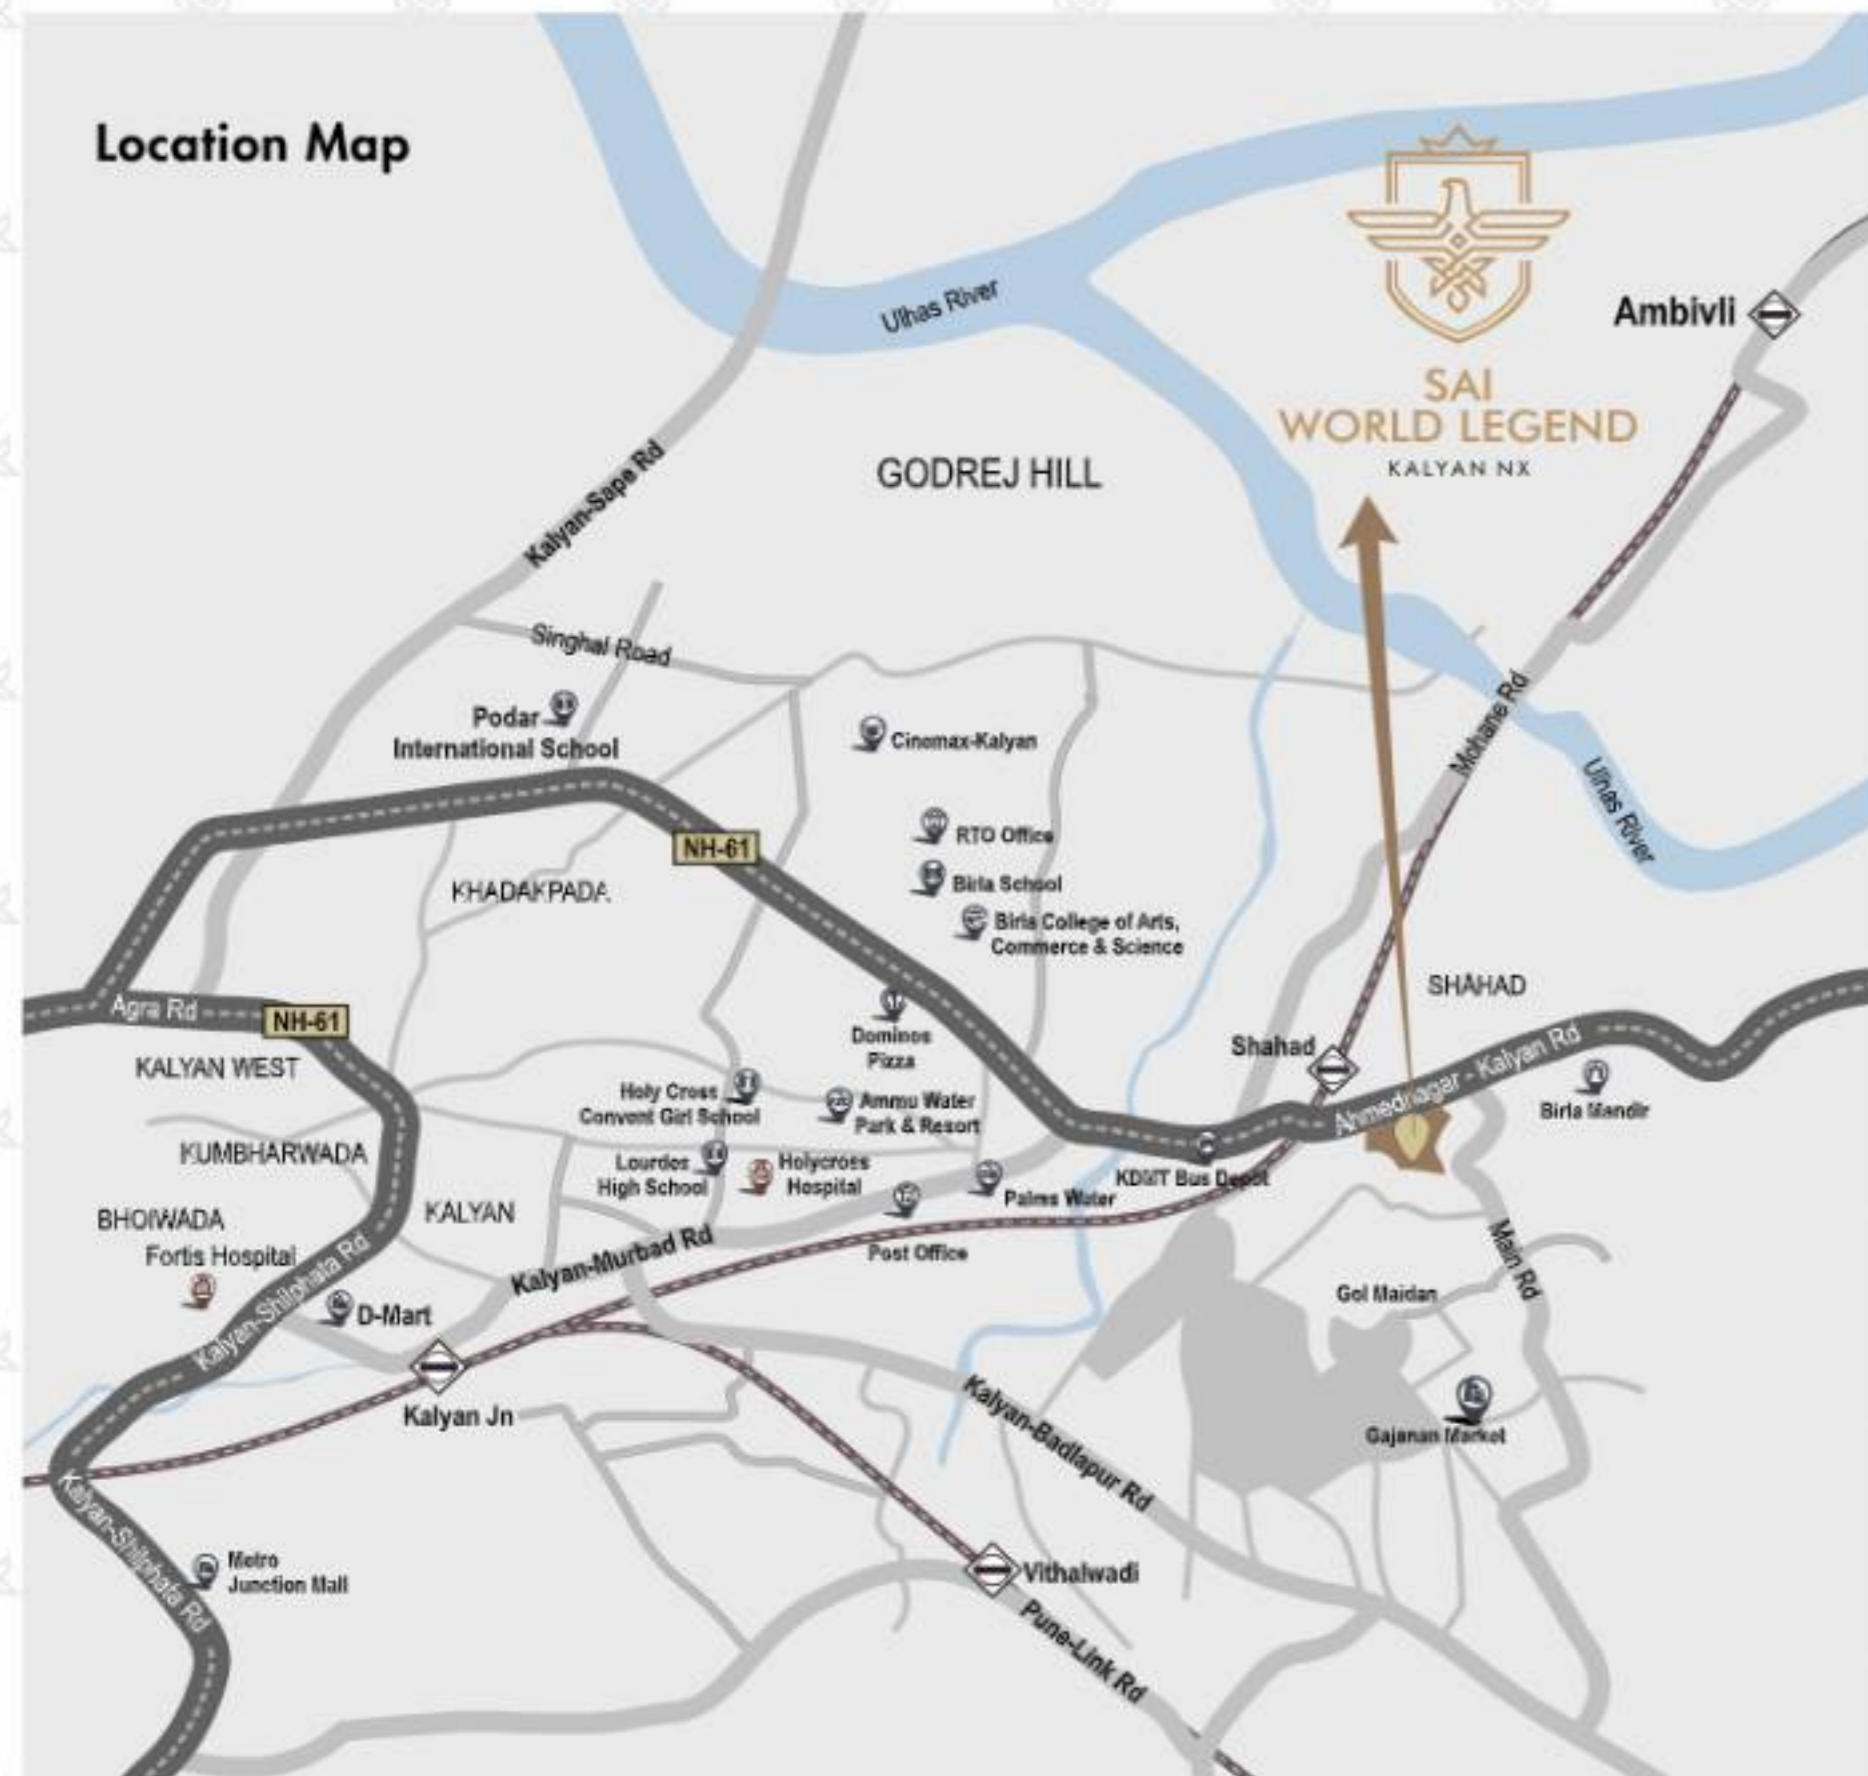 Location Map
Ulhas River
Ambivli
SAI
WORLD LEGEND
KALYAN NX
GODREJ HILL
Kalyan-Sape Rd
Singhal Road
Podar
International School
Cinemax-Kalyan
Mohane Rd
Ulhas River
RTO Office
NH-61
KHADAKPADA
Birla School
Birla College of Arts,
Commerce & Science
SHAHAD
Agra Rd
NH-61
Dominos
Pizza
Shahad
KALYAN WEST
Ahmednagar - Kalyan Rd
Holy Cross
Convent Girl School
Ammu Water
Park & Resort
Birla Mandir
KUMBHARWADA
Lourdes
High School
Holycross
Hospital
KDMT Bus Depot
Palms Water
BHOIWADA
KALYAN
Fortis Hospital
Kalyan-Murbad Rd
Post Office
Main Rd
Kalyan-Shilphata Rd
D-Mart
Gol Maidan
Kalyan Jn
Kalyan-Badlapur Rd
Gajanan Market
Kalyan-Shilphata Rd
Metro
Junction Mall
Vithalwadi
Pune-Link Rd